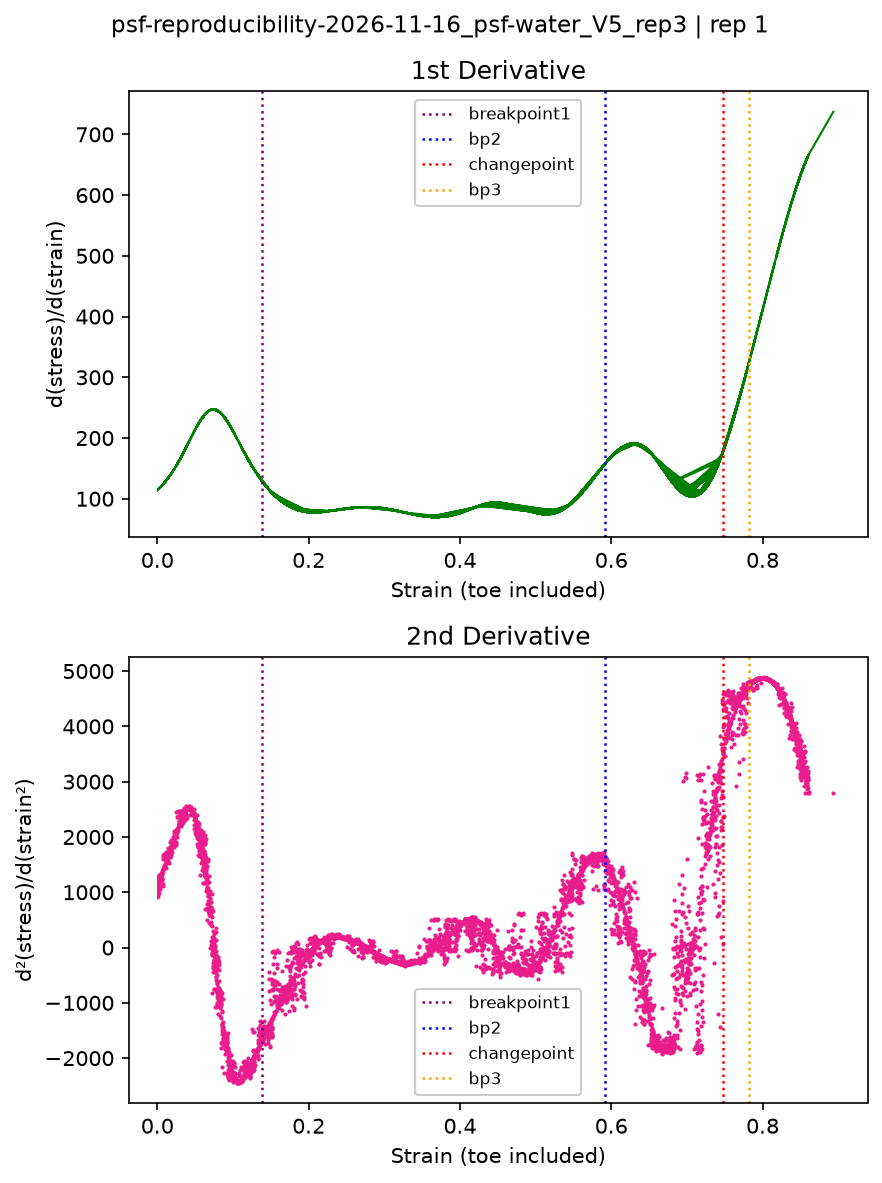 psf-reproducibility-2026-11-16_psf-water_V5_rep3 | rep 1
1st Derivative
d(stress)/d(strain)
700
600
500
400
300
200
100
breakpoint1
bp2
changepoint
bp3
0.0 0.2 0.4 0.6 0.8
Strain (toe included)
2nd Derivative
d²(stress)/d(strain²)
5000
4000
3000
2000
1000
0
−1000
−2000
breakpoint1
bp2
changepoint
bp3
0.0 0.2 0.4 0.6 0.8
Strain (toe included)